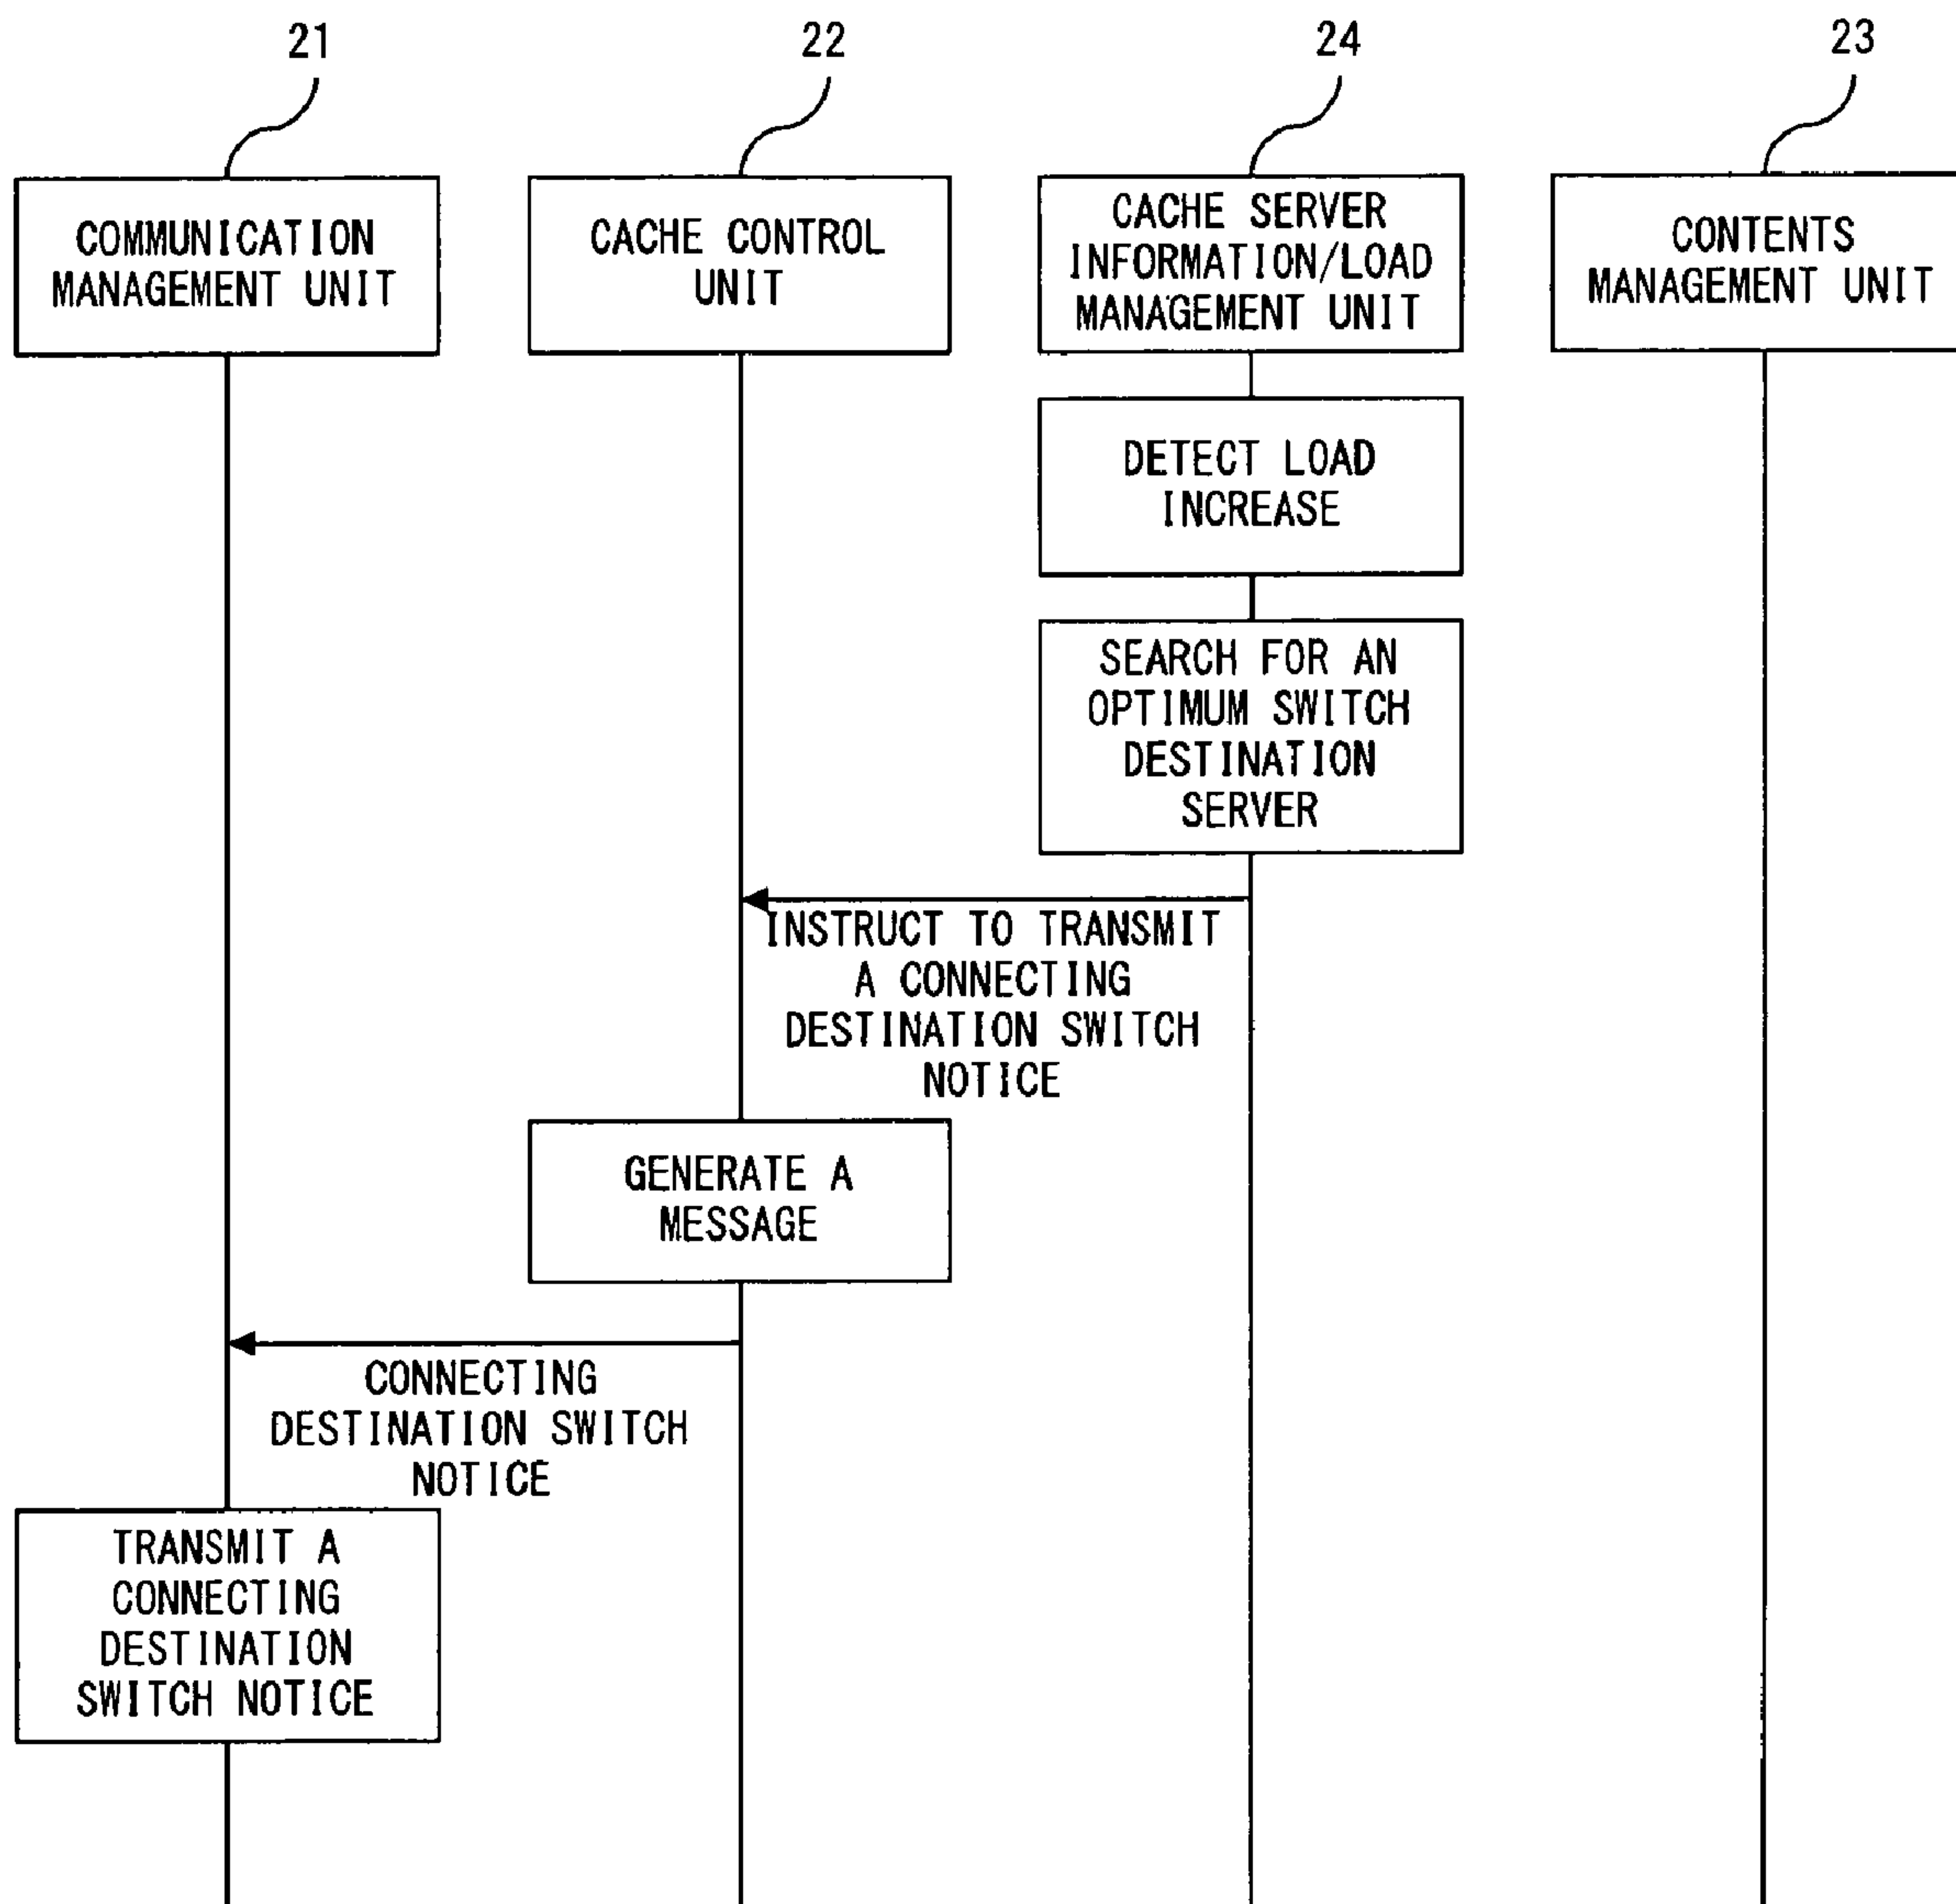 21
22
24
23
COMMUNICATION
MANAGEMENT UNIT
CACHE CONTROL
UNIT
CACHE SERVER
INFORMATION/LOAD
MANAGEMENT UNIT
CONTENTS
MANAGEMENT UNIT
DETECT LOAD
INCREASE
SEARCH FOR AN
OPTIMUM SWITCH
DESTINATION
SERVER
INSTRUCT TO TRANSMIT
A CONNECTING
DESTINATION SWITCH
NOTICE
GENERATE A
MESSAGE
CONNECTING
DESTINATION SWITCH
NOTICE
TRANSMIT A
CONNECTING
DESTINATION
SWITCH NOTICE